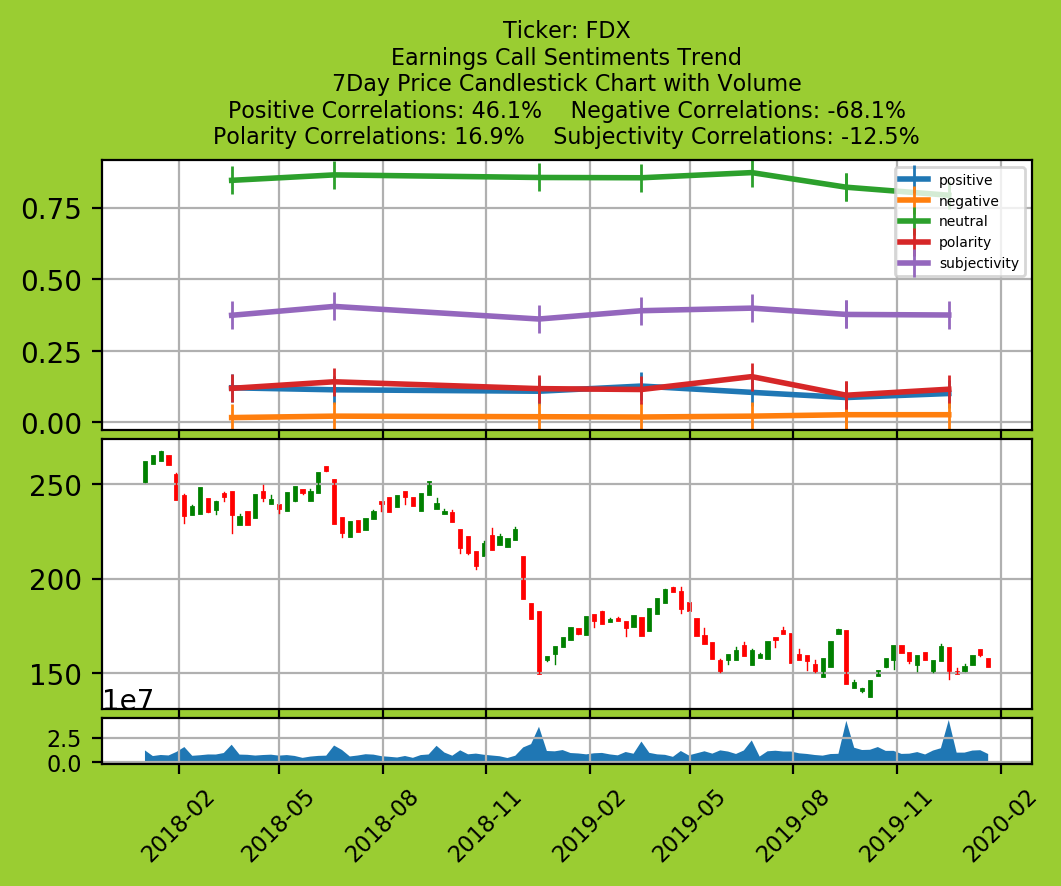 Ticker: FDX
Earnings Call Sentiments Trend
7Day Price Candlestick Chart with Volume
Positive Correlations: 46.1%    Negative Correlations: -68.1%
Polarity Correlations: 16.9%    Subjectivity Correlations: -12.5%
positive
negative
neutral
polarity
subjectivity
0.75
0.50
0.25
0.00
250
200
150
1e7
2.5
0.0
2018-02
2018-05
2018-08
2018-11
2019-02
2019-05
2019-08
2019-11
2020-02